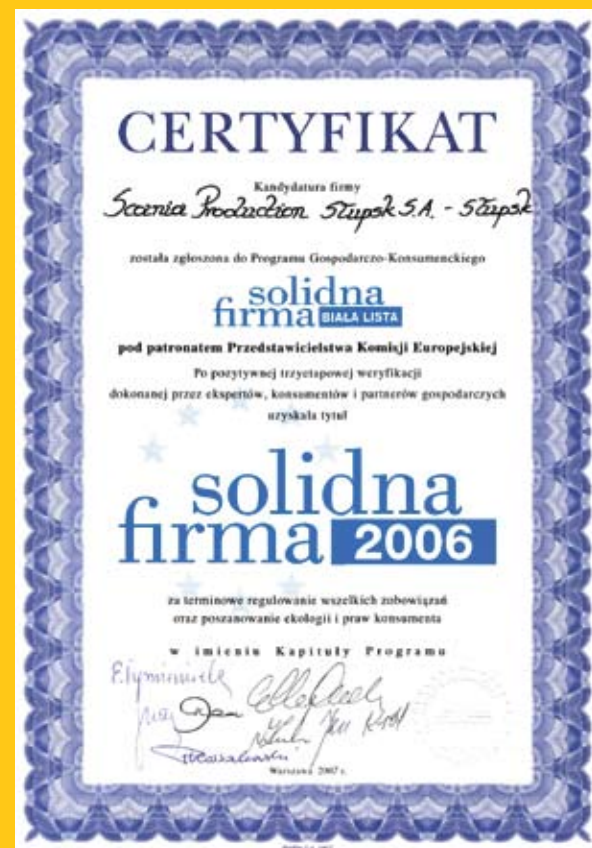 CERTYFIKAT
Kandydatura firmy
Scania Production Słupsk S.A. - Słupsk
została zgłoszona do Programu Gospodarczo-Konsumenckiego
solidna
firma BIAŁA LISTA
pod patronatem Przedstawicielstwa Komisji Europejskiej
Po pozytywnej trzyetapowej weryfikacji
dokonanej przez ekspertów, konsumentów i partnerów gospodarczych
uzyskała tytuł
solidna
firma 2006
za terminowe regulowanie wszelkich zobowiązań
oraz poszanowanie ekologii i praw konsumenta
w imieniu Kapituły Programu
Warszawa 2007 r.